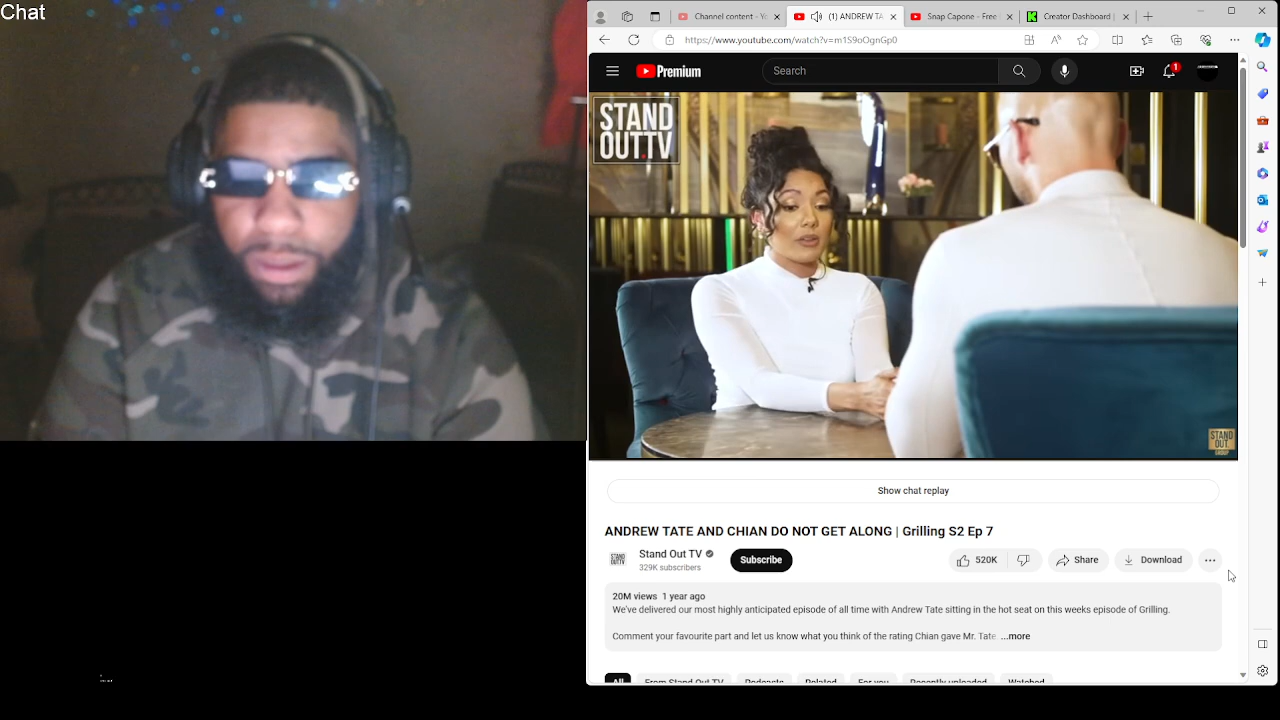 Chat
Channel content - Yo
(1) ANDREW TA
Snap Capone - Free
Creator Dashboard
https://www.youtube.com/watch?v=m1S9oOgnGp0
Premium
Search
1
STAND
OUTTV
STAND
OUT
GROUP
Show chat replay
ANDREW TATE AND CHIAN DO NOT GET ALONG | Grilling S2 Ep 7
Stand Out TV
329K subscribers
Subscribe
520K
Share
Download
20M views 1 year ago
We've delivered our most highly anticipated episode of all time with Andrew Tate sitting in the hot seat on this weeks episode of Grilling.
Comment your favourite part and let us know what you think of the rating Chian gave Mr. Tate ...more
All From Stand Out TV Podcasts Related For you Recently uploaded Watched